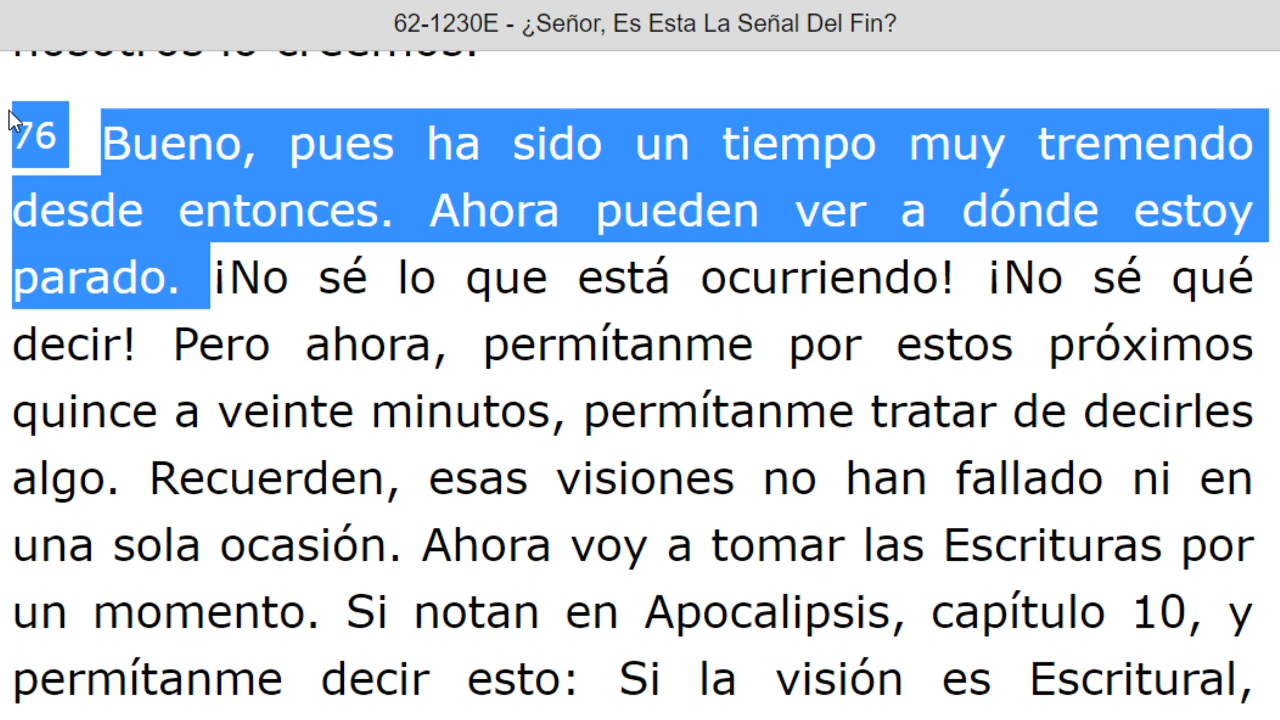 62-1230E - ¿Señor, Es Esta La Señal Del Fin?
nosotros lo creemos.
76 Bueno, pues ha sido un tiempo muy tremendo
desde entonces. Ahora pueden ver a dónde estoy
parado. ¡No sé lo que está ocurriendo! ¡No sé qué
decir! Pero ahora, permítanme por estos próximos
quince a veinte minutos, permítanme tratar de decirles
algo. Recuerden, esas visiones no han fallado ni en
una sola ocasión. Ahora voy a tomar las Escrituras por
un momento. Si notan en Apocalipsis, capítulo 10, y
permítanme decir esto: Si la visión es Escritural,